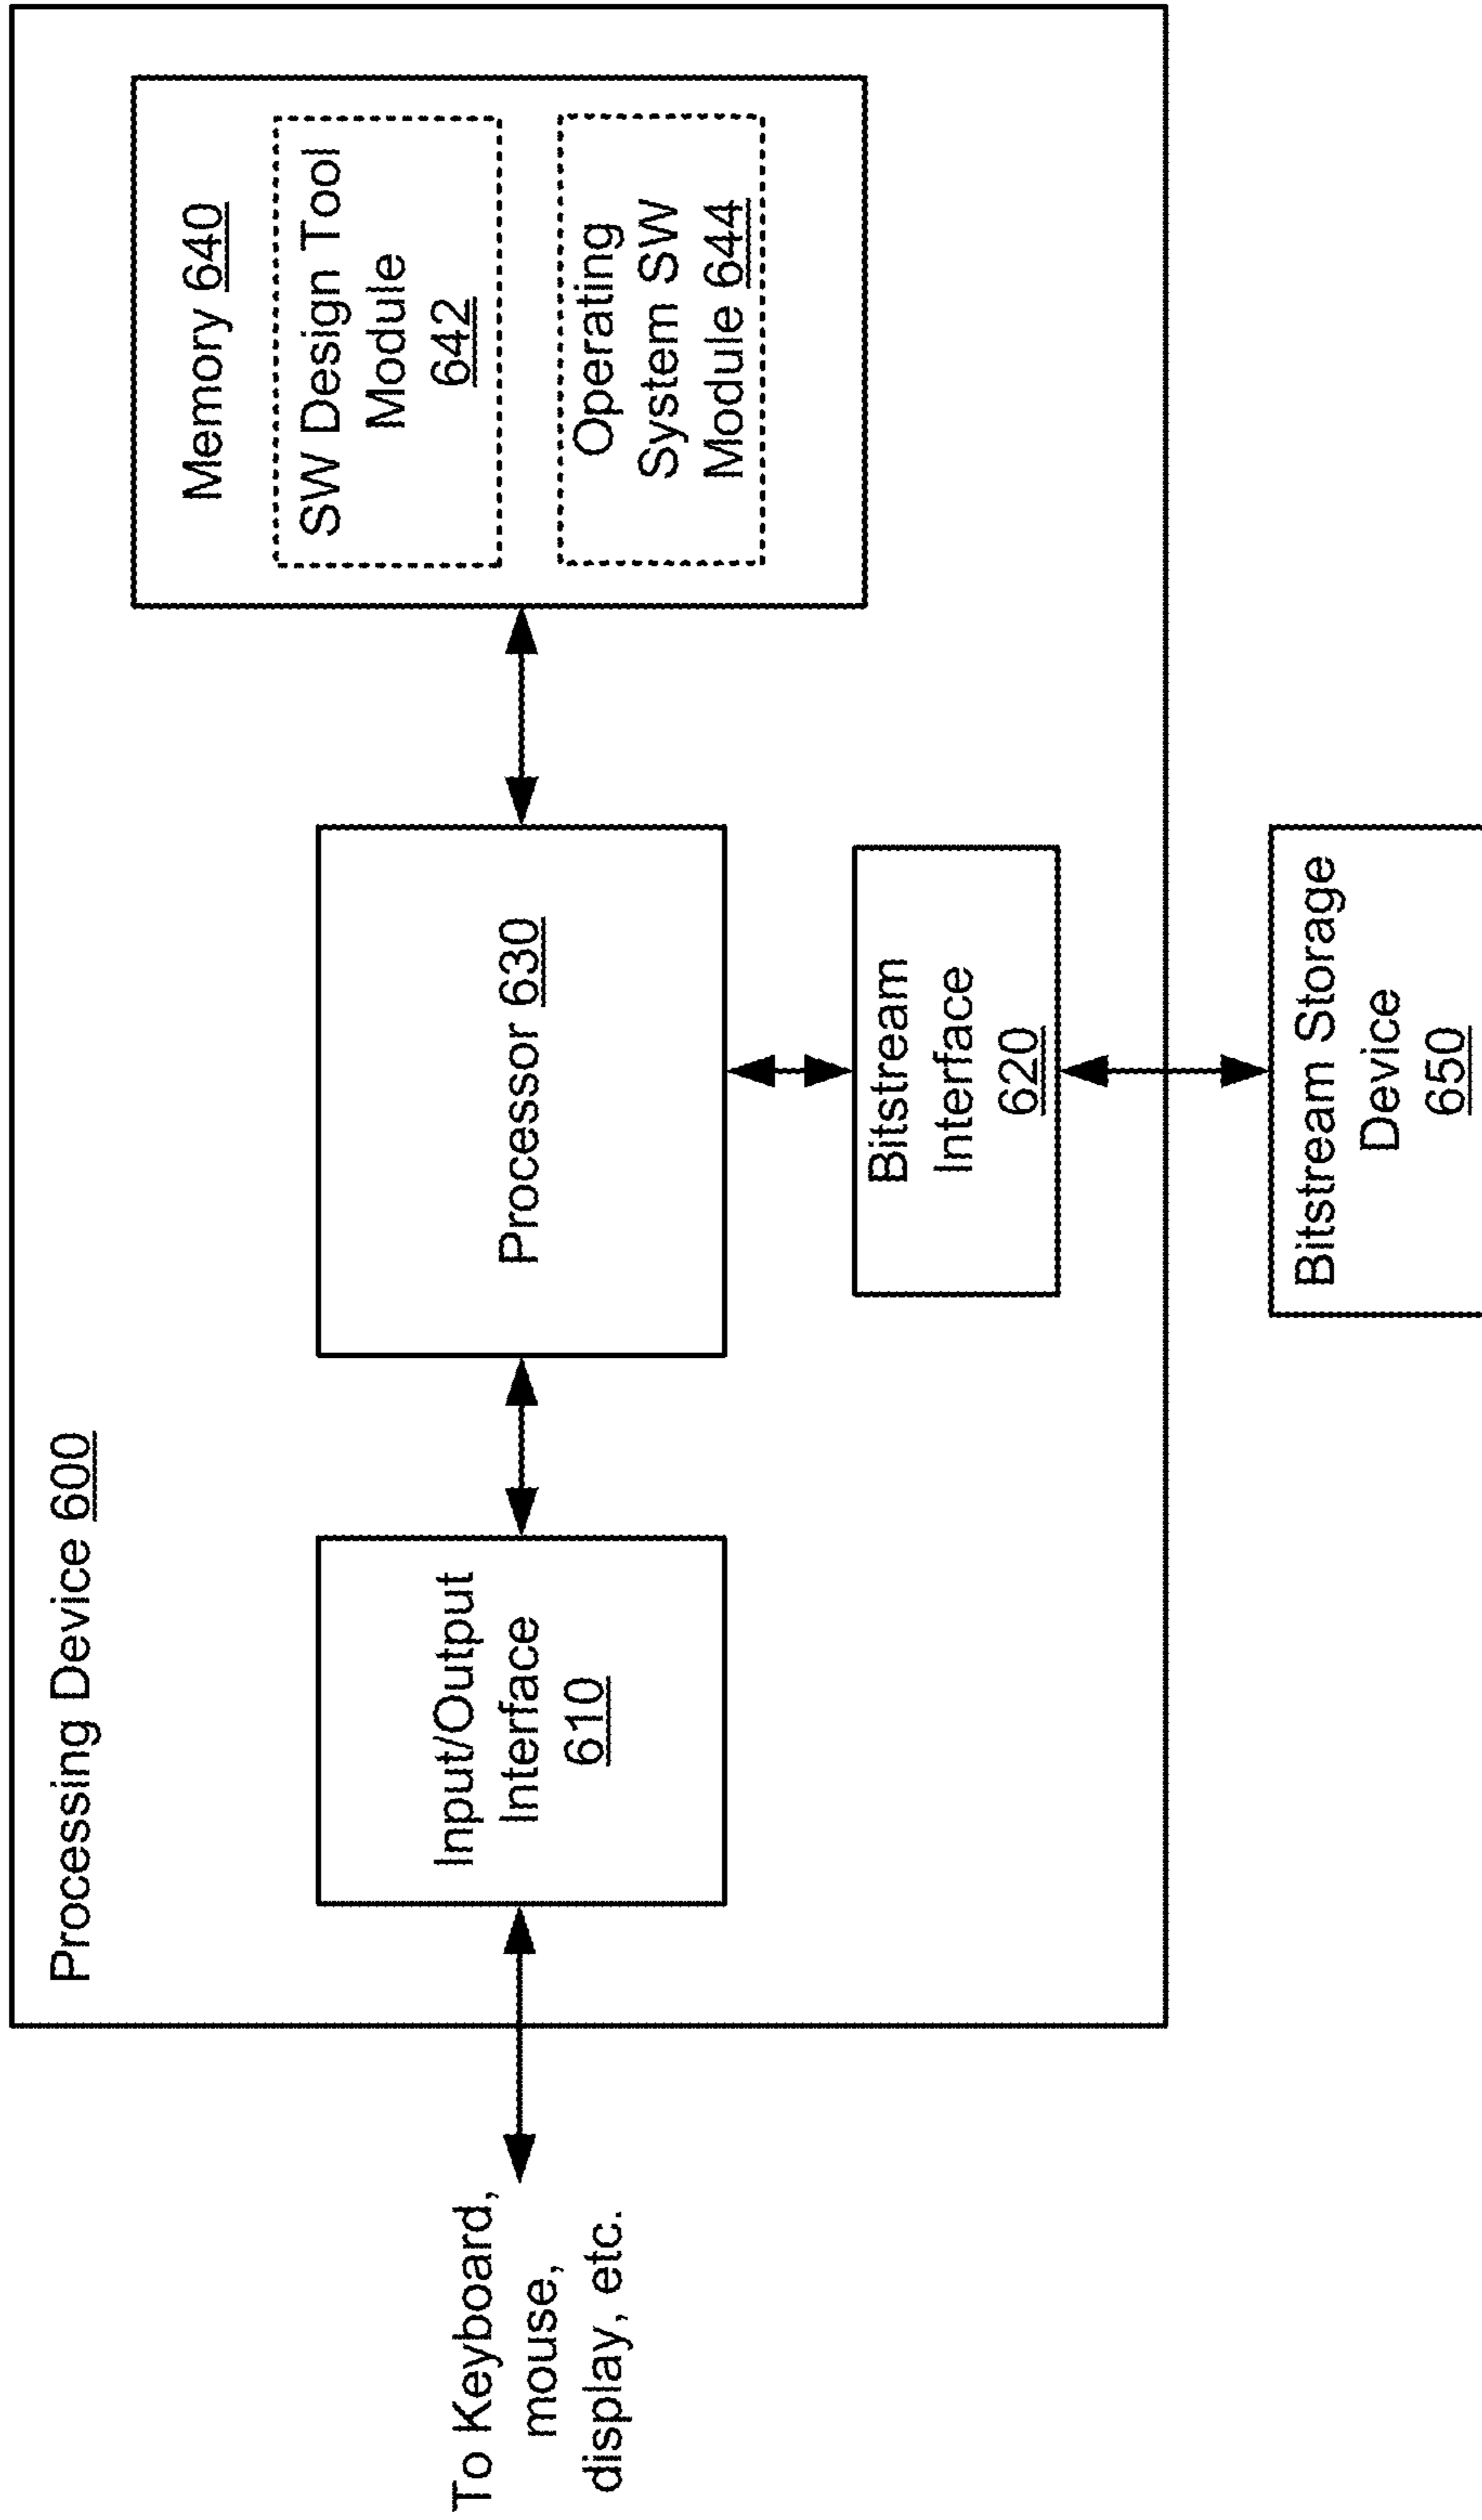 Processing Device 600
To Keyboard,
mouse,
display, etc.
Input/Output
Interface
610
Processor 630
Memory 640
SW Design Tool
Module
642
Operating
System SW
Module 644
Bitstream
Interface
620
Bitstream Storage
Device
650